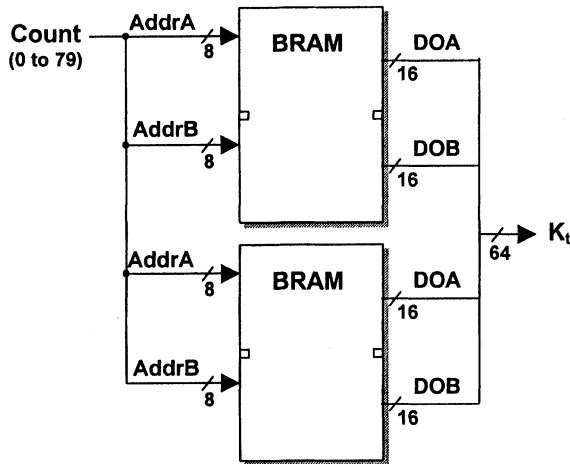 Count
(0 to 79)
AddrA
8
AddrB
8
BRAM
DOA
16
DOB
16
AddrA
8
AddrB
8
BRAM
DOA
16
DOB
16
64
Kt